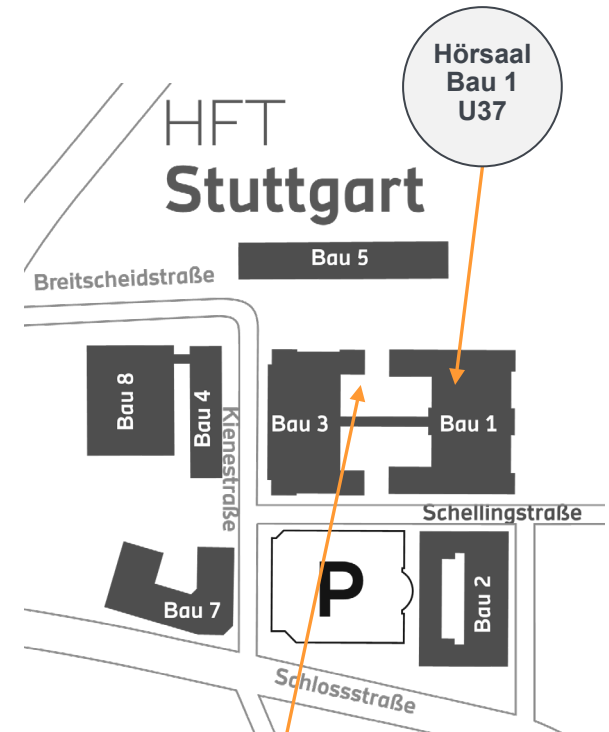 Hörsaal
Bau 1
U37
HFT
Stuttgart
Bau 5
Breitscheidstraße
Bau 8
Bau 4
Kienestraße
Bau 3
Bau 1
Schellingstraße
P
Bau 2
Bau 7
Schlossstraße